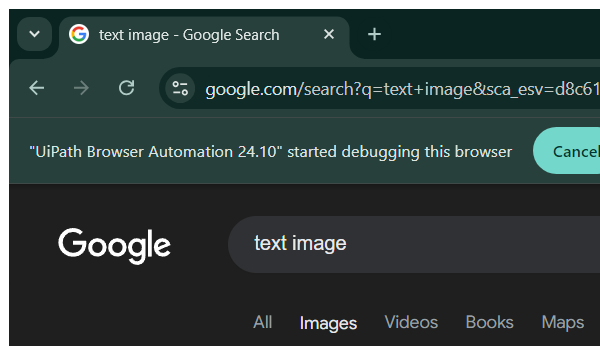 text image - Google Search
google.com/search?q=text+image&sca_esv=d8c61
"UiPath Browser Automation 24.10" started debugging this browser Cancel
Google text image
All Images Videos Books Maps